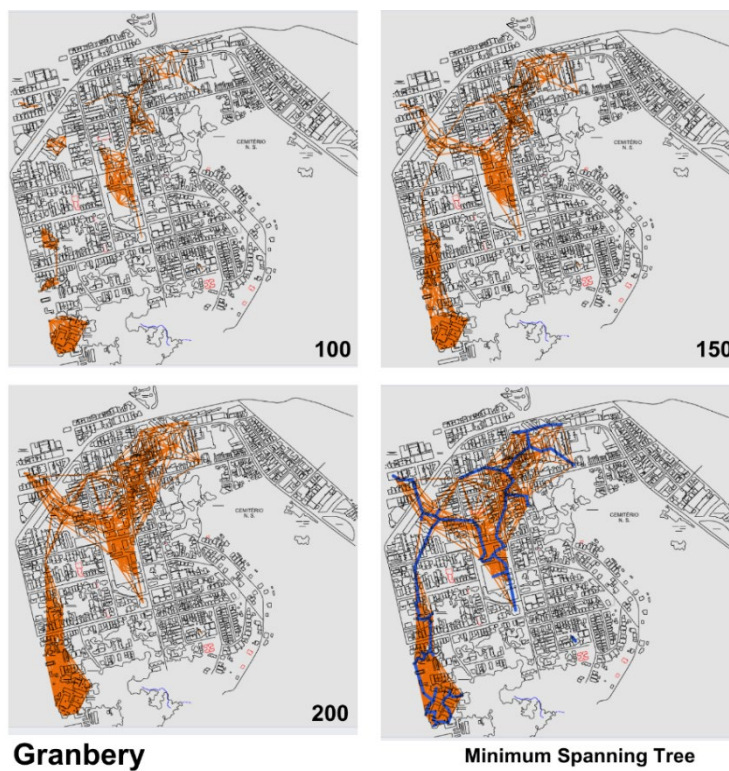 CEMITÉRIO
N. S.
100
CEMITÉRIO
N. S.
150
CEMITÉRIO
N. S.
200
CEMITÉRIO
N. S.
Granbery
Minimum Spanning Tree